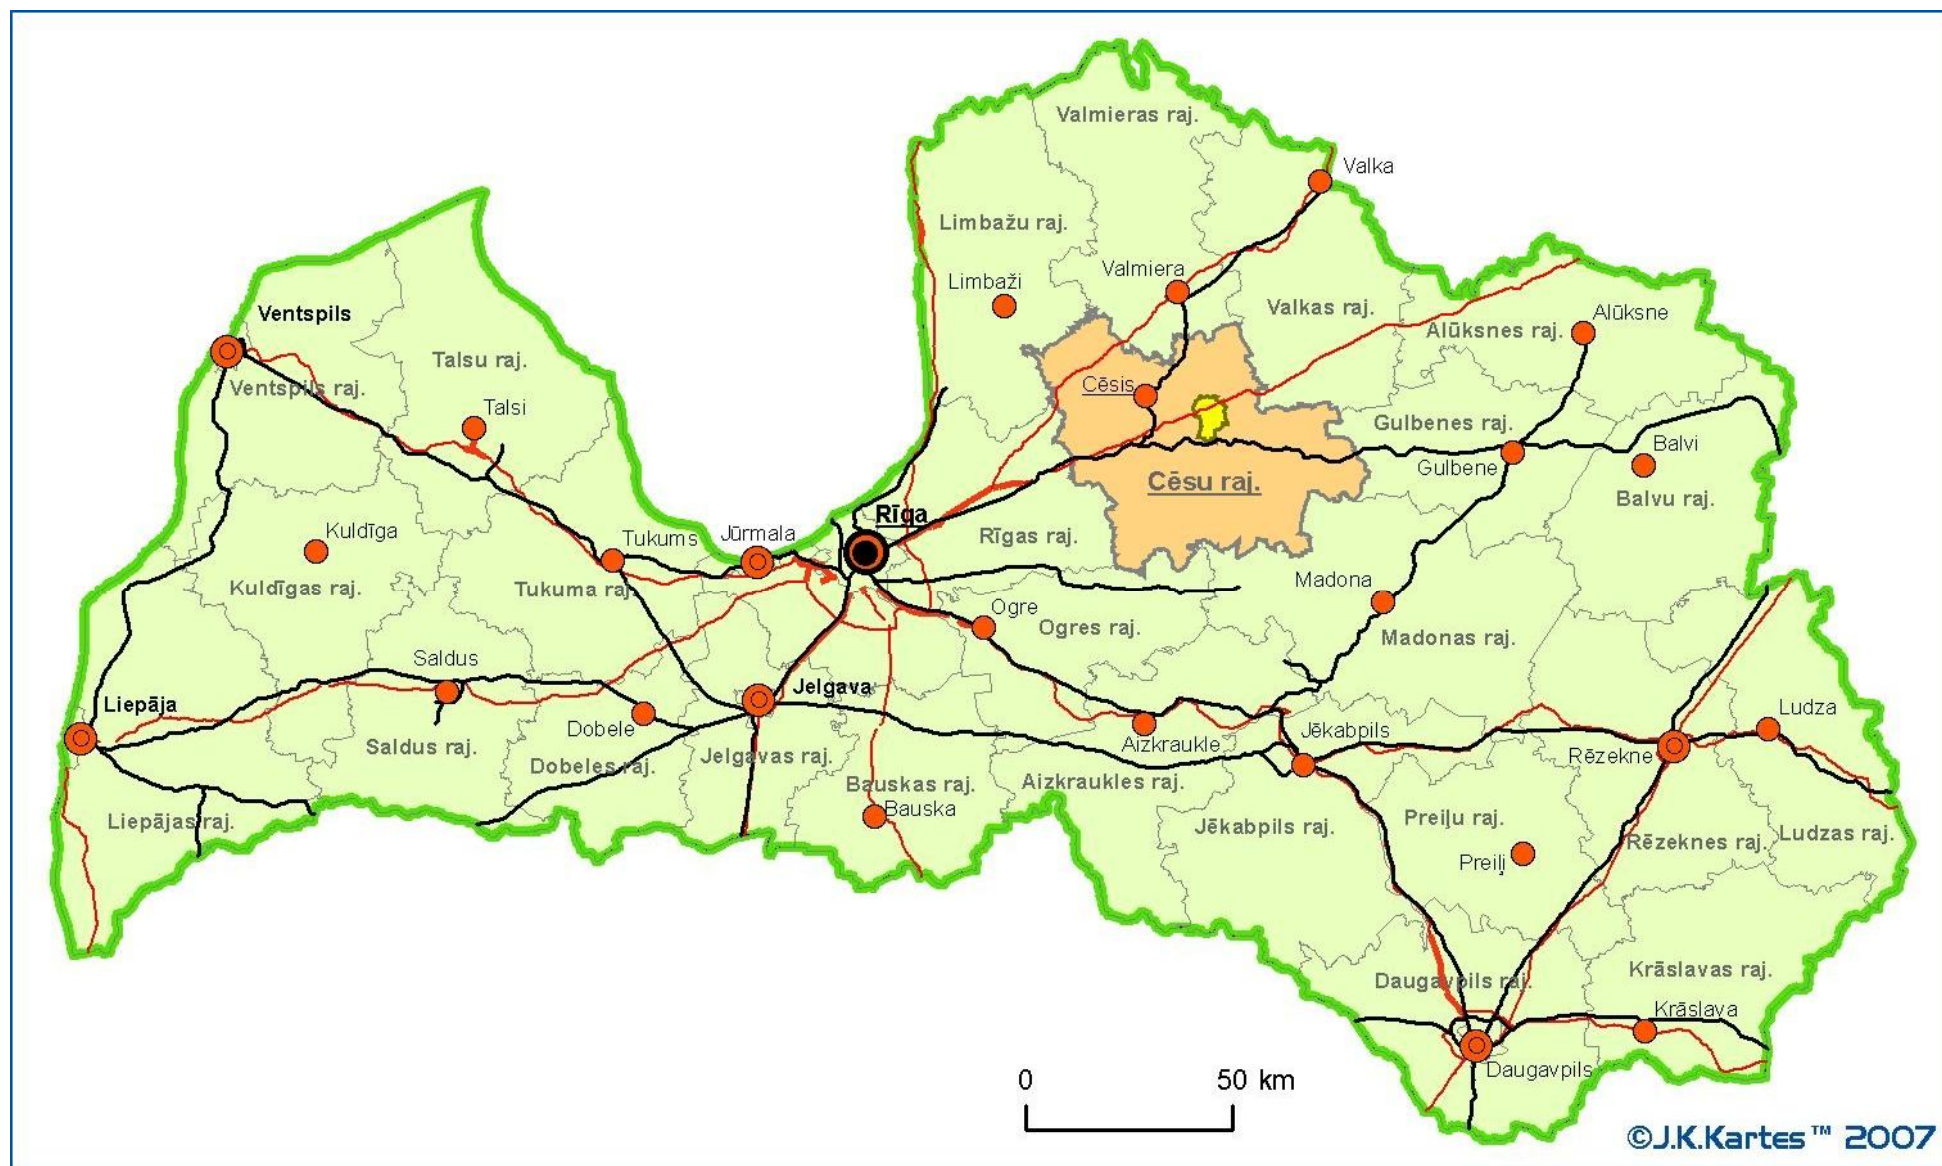 Valmieras raj.
Valka
Limbažu raj.
Valmiera
Limbaži
Valkas raj.
Ventspils
Alūksne
Alūksnes raj.
Talsu raj.
Ventspils raj.
Cēsis
Talsi
Gulbenes raj.
Balvi
Gulbene
Cēsu raj.
Balvu raj.
Rīga
Kuldīga
Tukums
Jūrmala
Rīgas raj.
Kuldīgas raj.
Tukuma raj.
Madona
Ogre
Ogres raj.
Madonas raj.
Saldus
Jelgava
Liepāja
Ludza
Dobele
Jēkabpils
Saldus raj.
Aizkraukle
Rēzekne
Dobeles raj.
Jelgavas raj.
Bauskas raj.
Aizkraukles raj.
Bauska
Liepājas raj.
Jēkabpils raj.
Preiļu raj.
Rēzeknes raj.
Ludzas raj.
Preiļi
Krāslavas raj.
Daugavpils raj.
Krāslava
Daugavpils
0 50 km
©J.K.Kartes™ 2007